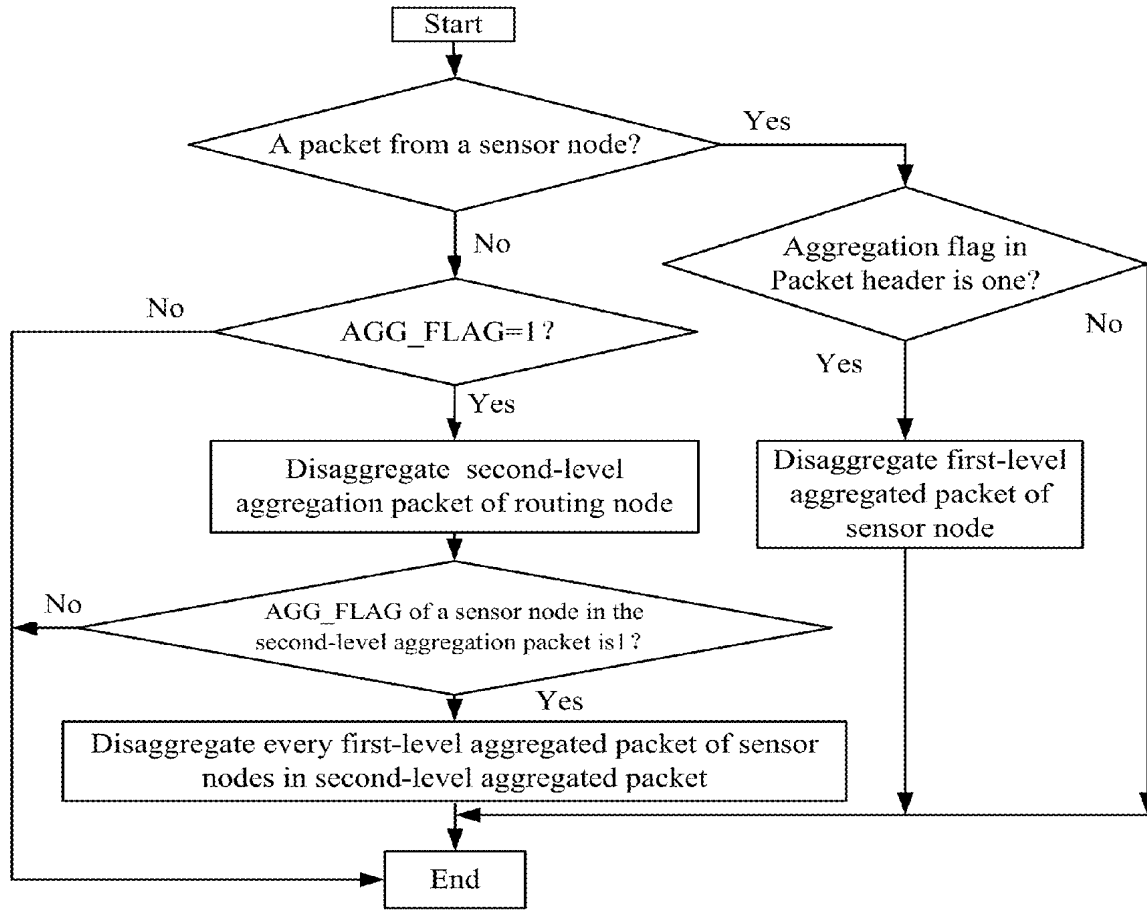 Start
A packet from a sensor node?
Yes
No
Aggregation flag in
Packet header is one?
No
AGG_FLAG=1?
No
Yes
Yes
Disaggregate second-level
aggregation packet of routing node
Disaggregate first-level
aggregated packet of
sensor node
No
AGG_FLAG of a sensor node in the
second-level aggregation packet is1?
Yes
Disaggregate every first-level aggregated packet of sensor
nodes in second-level aggregated packet
End